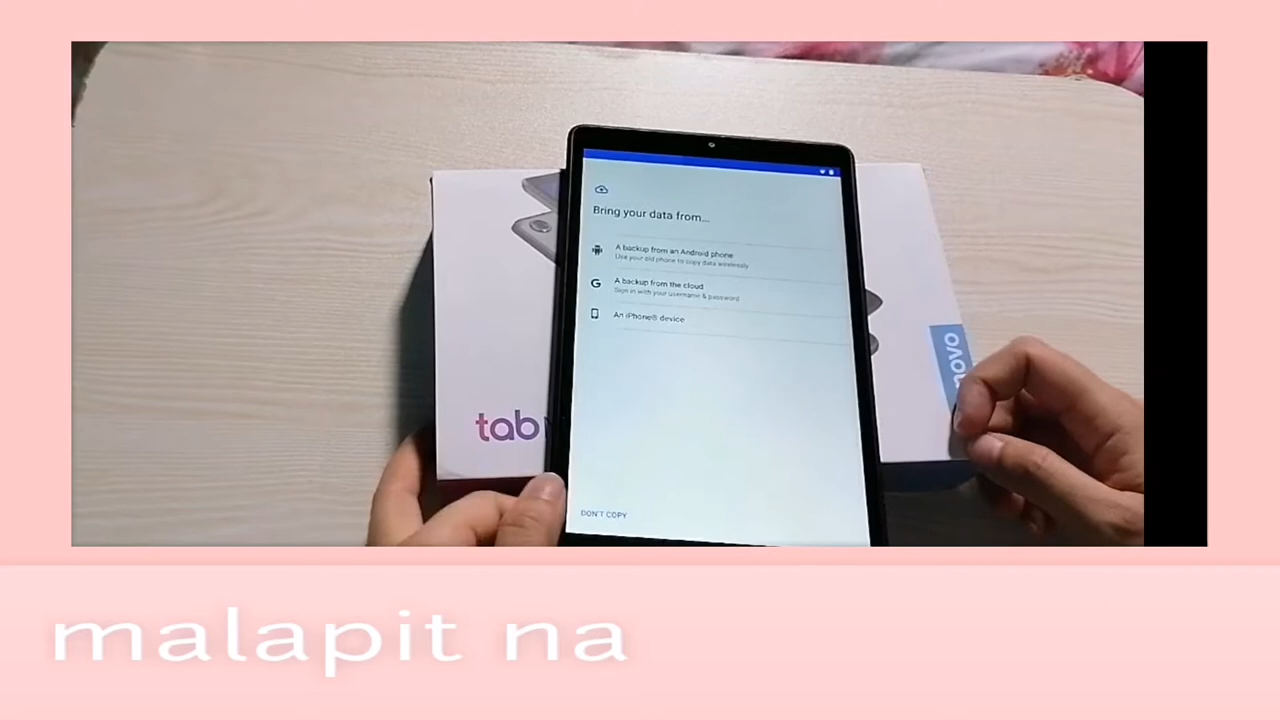 Bring your data from...
A backup from an Android phone
Use your old phone to copy data wirelessly
G
A backup from the cloud
Sign in with your username & password
An iPhone® device
DON'T COPY
tab
novo
malapit na